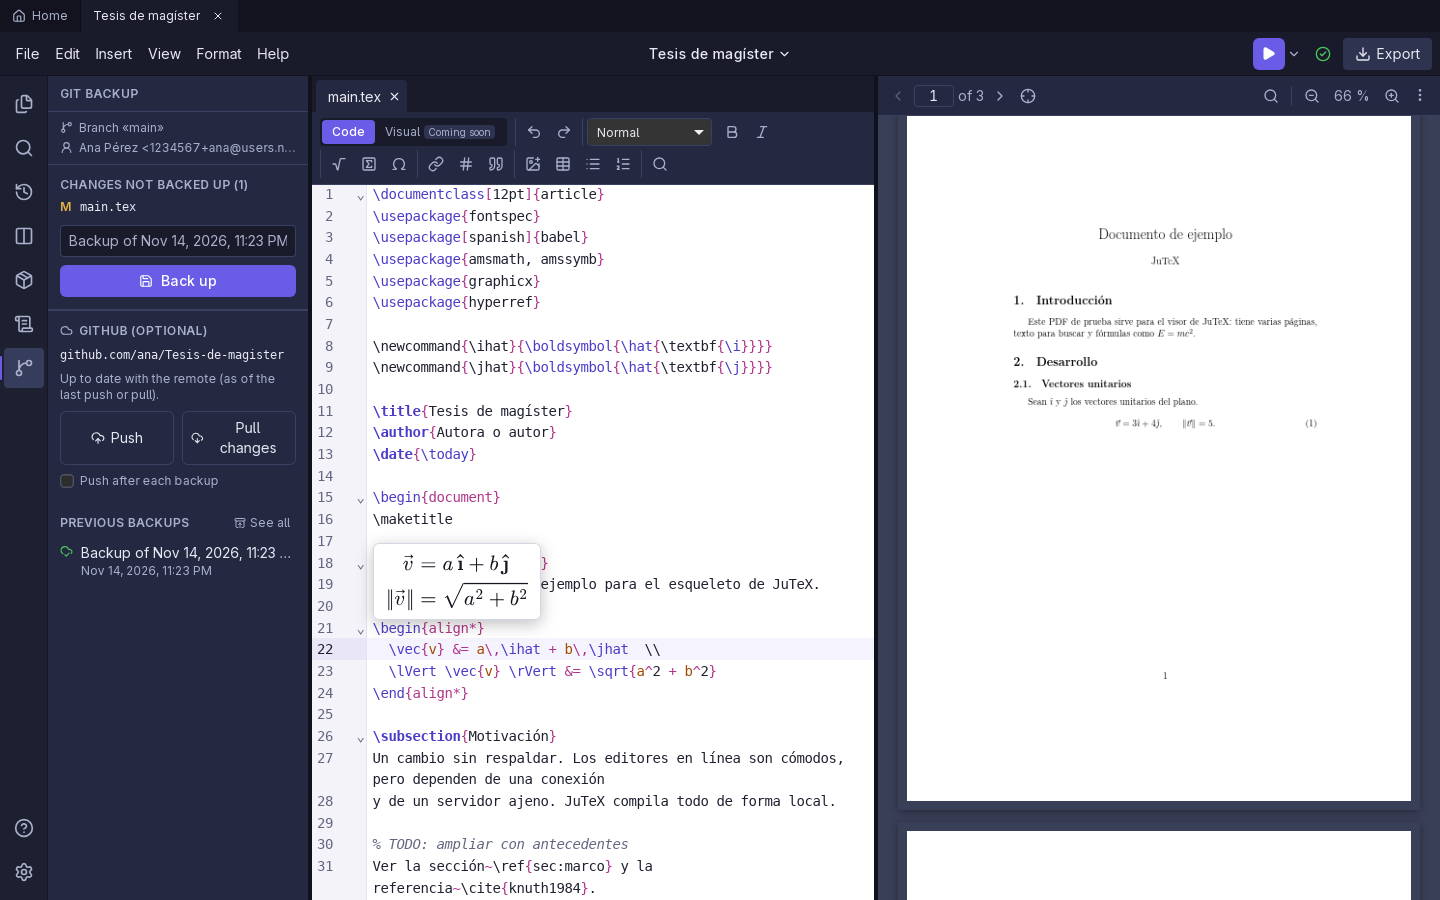 Home
Tesis de magíster
File Edit Insert View Format Help
Tesis de magíster
Export
GIT BACKUP
Branch «main»
Ana Pérez <1234567+ana@users.n…
CHANGES NOT BACKED UP (1)
M main.tex
Backup of Nov 14, 2026, 11:23 PM
Back up
GITHUB (OPTIONAL)
github.com/ana/Tesis-de-magister
Up to date with the remote (as of the
last push or pull).
Push
Pull
changes
Push after each backup
PREVIOUS BACKUPS
See all
Backup of Nov 14, 2026, 11:23 …
Nov 14, 2026, 11:23 PM
main.tex
Code Visual Coming soon
Normal
B I
1 \documentclass[12pt]{article}
2 \usepackage{fontspec}
3 \usepackage[spanish]{babel}
4 \usepackage{amsmath, amssymb}
5 \usepackage{graphicx}
6 \usepackage{hyperref}
7
8 \newcommand{\ihat}{\boldsymbol{\hat{\textbf{\i}}}}
9 \newcommand{\jhat}{\boldsymbol{\hat{\textbf{\j}}}}
10
11 \title{Tesis de magíster}
12 \author{Autora o autor}
13 \date{\today}
14
15 \begin{document}
16 \maketitle
17
18 }
19 ejemplo para el esqueleto de JuTeX.
20
v⃗ = a î + b ĵ
‖v⃗‖ = √(a² + b²)
21 \begin{align*}
22 \vec{v} &= a\,\ihat + b\,\jhat  \\
23 \lVert \vec{v} \rVert &= \sqrt{a^2 + b^2}
24 \end{align*}
25
26 \subsection{Motivación}
27 Un cambio sin respaldar. Los editores en línea son cómodos,
pero dependen de una conexión
28 y de un servidor ajeno. JuTeX compila todo de forma local.
29
30 % TODO: ampliar con antecedentes
31 Ver la sección~\ref{sec:marco} y la
referencia~\cite{knuth1984}.
1 of 3
66 %
Documento de ejemplo
JuTeX
1. Introducción
Este PDF de prueba sirve para el visor de JuTeX: tiene varias páginas,
texto para buscar y fórmulas como E = mc².
2. Desarrollo
2.1. Vectores unitarios
Sean î y ĵ los vectores unitarios del plano.
v⃗ = 3î + 4ĵ, ‖v⃗‖ = 5. (1)
1